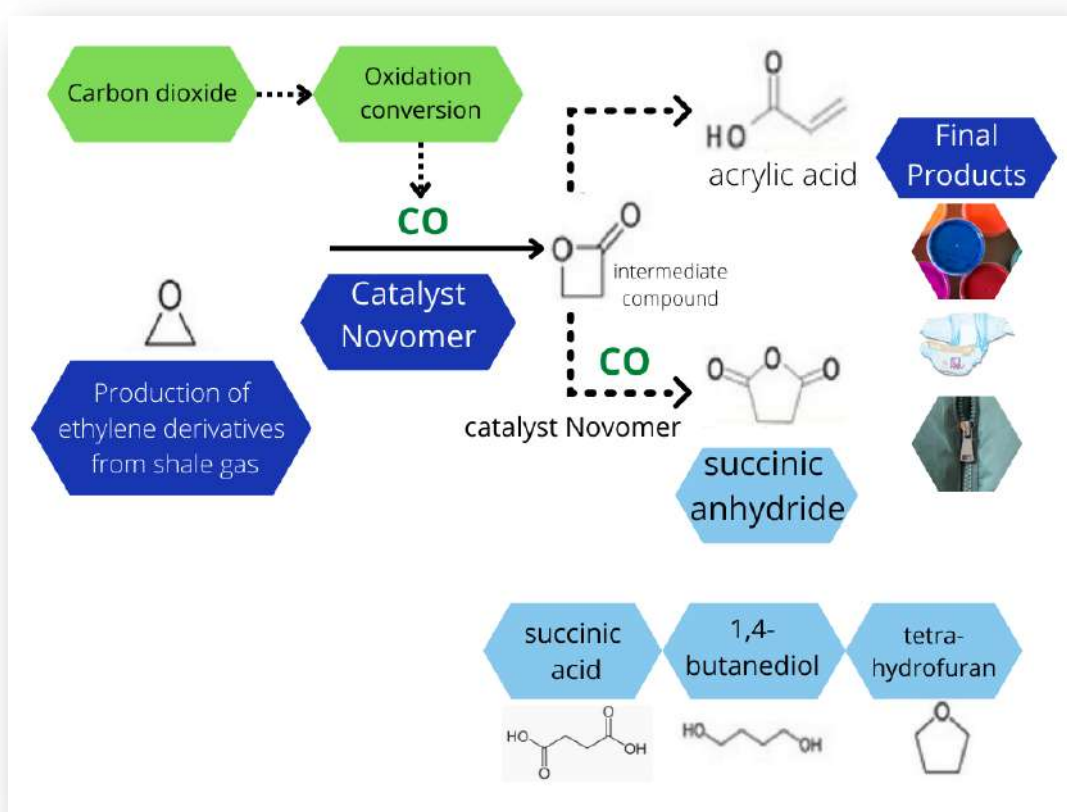 Carbon dioxide
Oxidation
conversion
CO
Catalyst
Novomer
O
Production of
ethylene derivatives
from shale gas
O
O
intermediate
compound
O
HO
acrylic acid
Final
Products
CO
catalyst Novomer
O
O
O
succinic
anhydride
succinic
acid
1,4-
butanediol
tetra-
hydrofuran
O
HO
OH
O
HO
OH
O